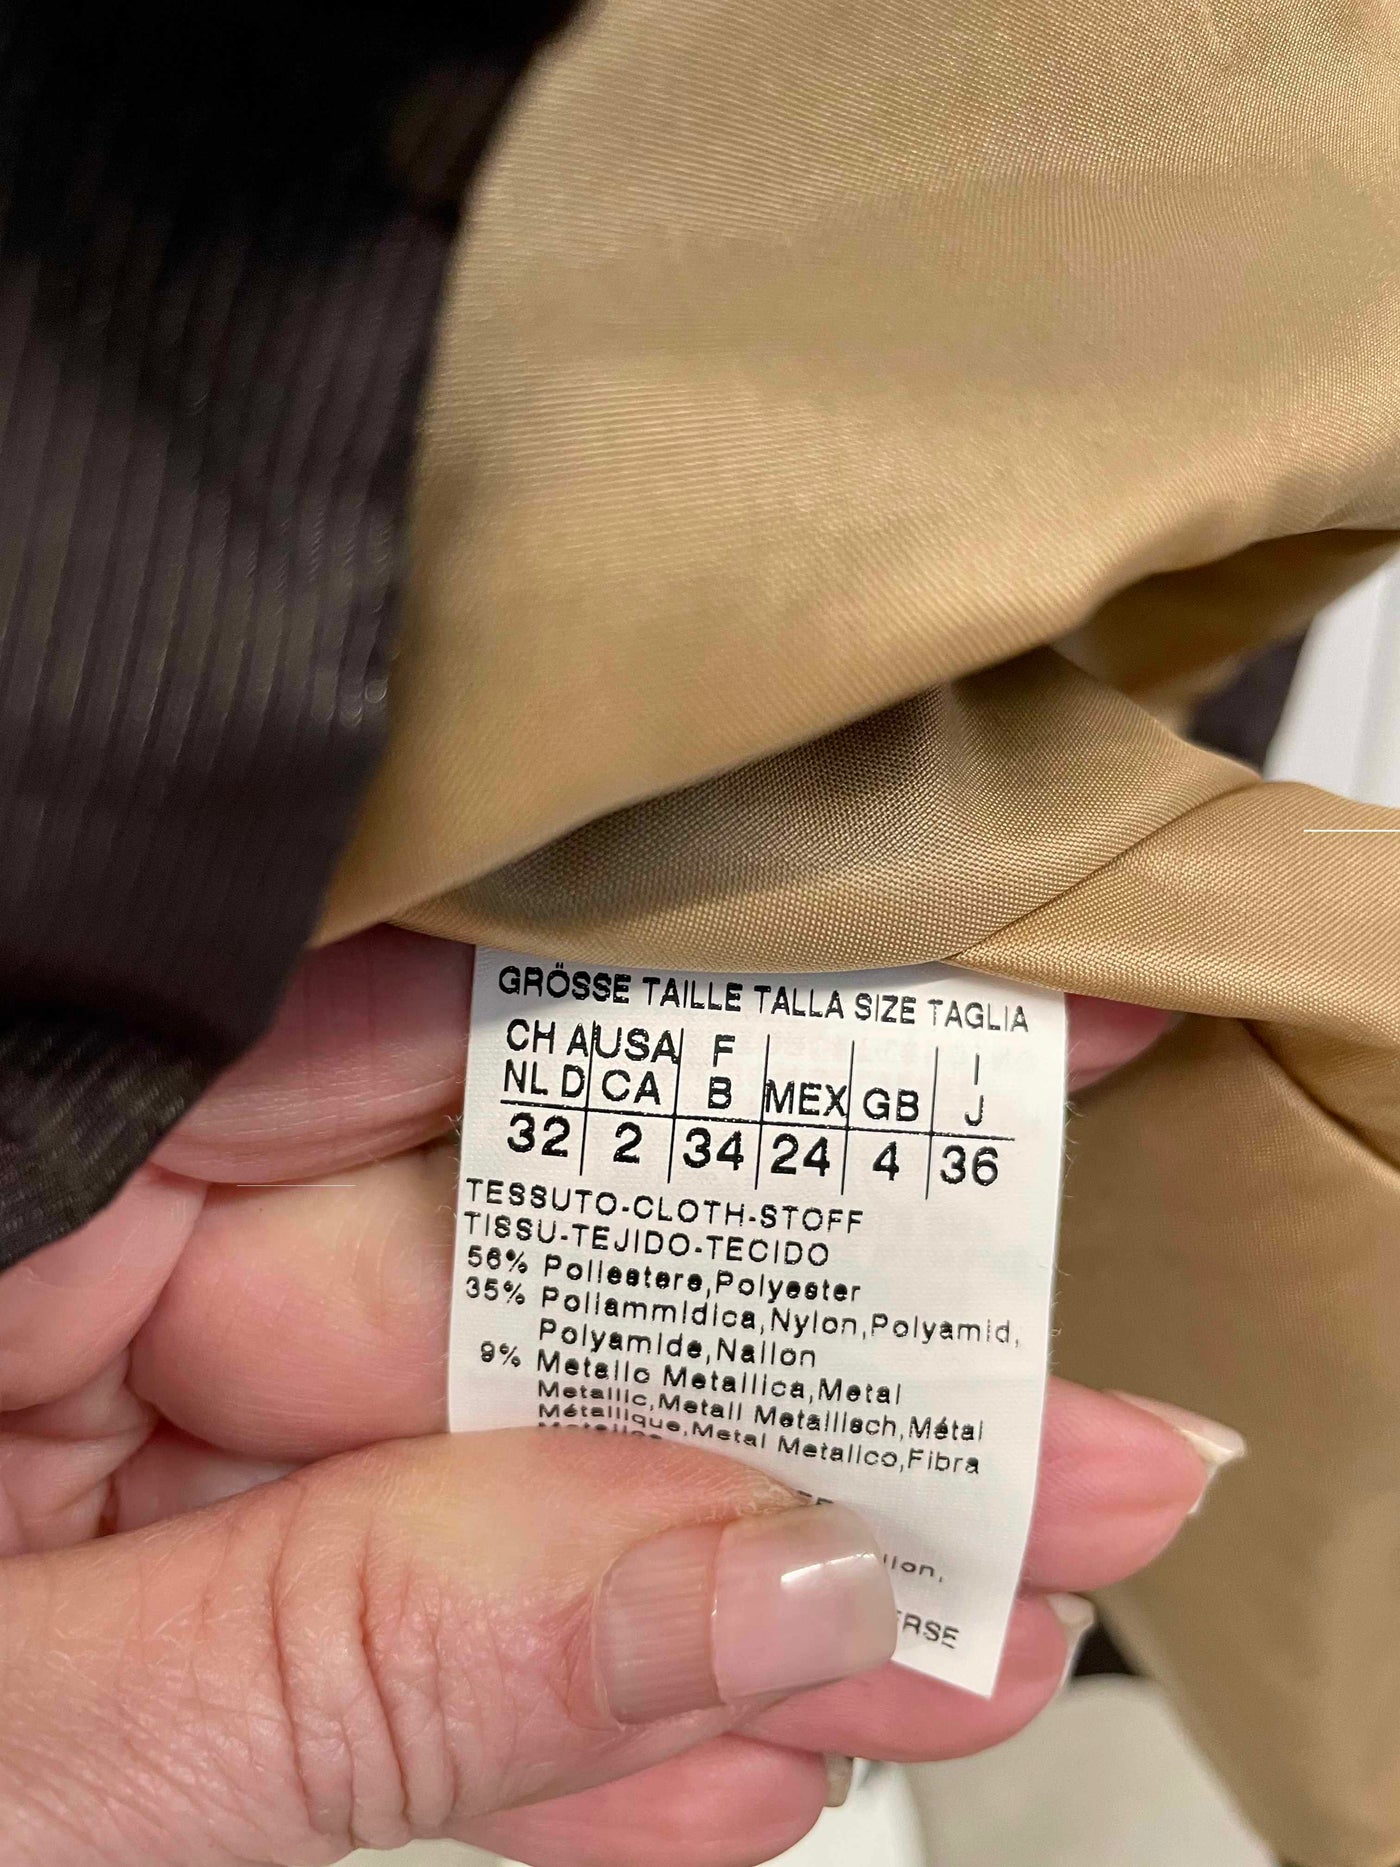 GRÖSSE TAILLE TALLA SIZE TAGLIA
CH A USA F I
NL D CA B MEX GB J
32 2 34 24 4 36
TESSUTO-CLOTH-STOFF
TISSU-TEJIDO-TECIDO
56% Poliestere,Polyester
35% Poliammidica,Nylon,Polyamid,
Polyamide,Nailon
9% Metallo Metallica,Metal
Metallic,Metall Metallisch,Métal
Métallique,Metal Metalico,Fibra